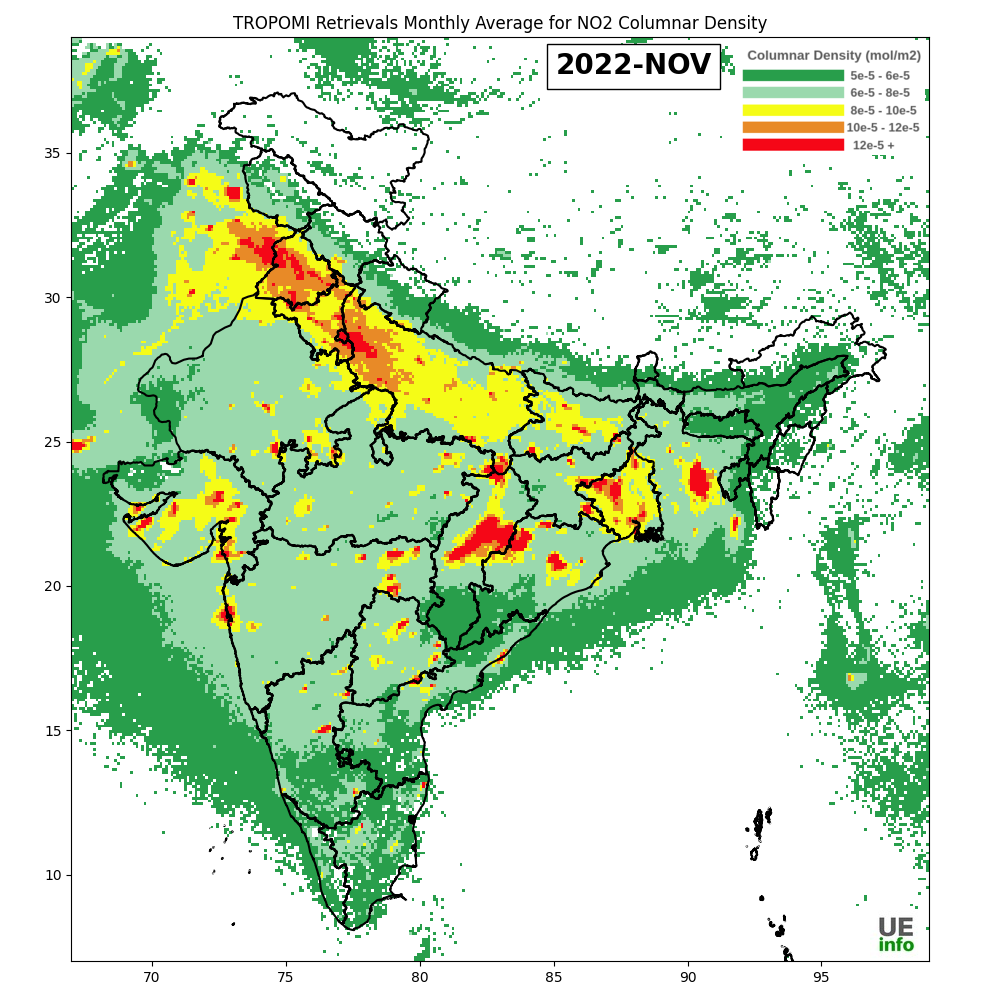 TROPOMI Retrievals Monthly Average for NO2 Columnar Density
2022-NOV
Columnar Density (mol/m2)
5e-5 - 6e-5
6e-5 - 8e-5
8e-5 - 10e-5
10e-5 - 12e-5
12e-5 +
35
30
25
20
15
10
70
75
80
85
90
95
UE
info